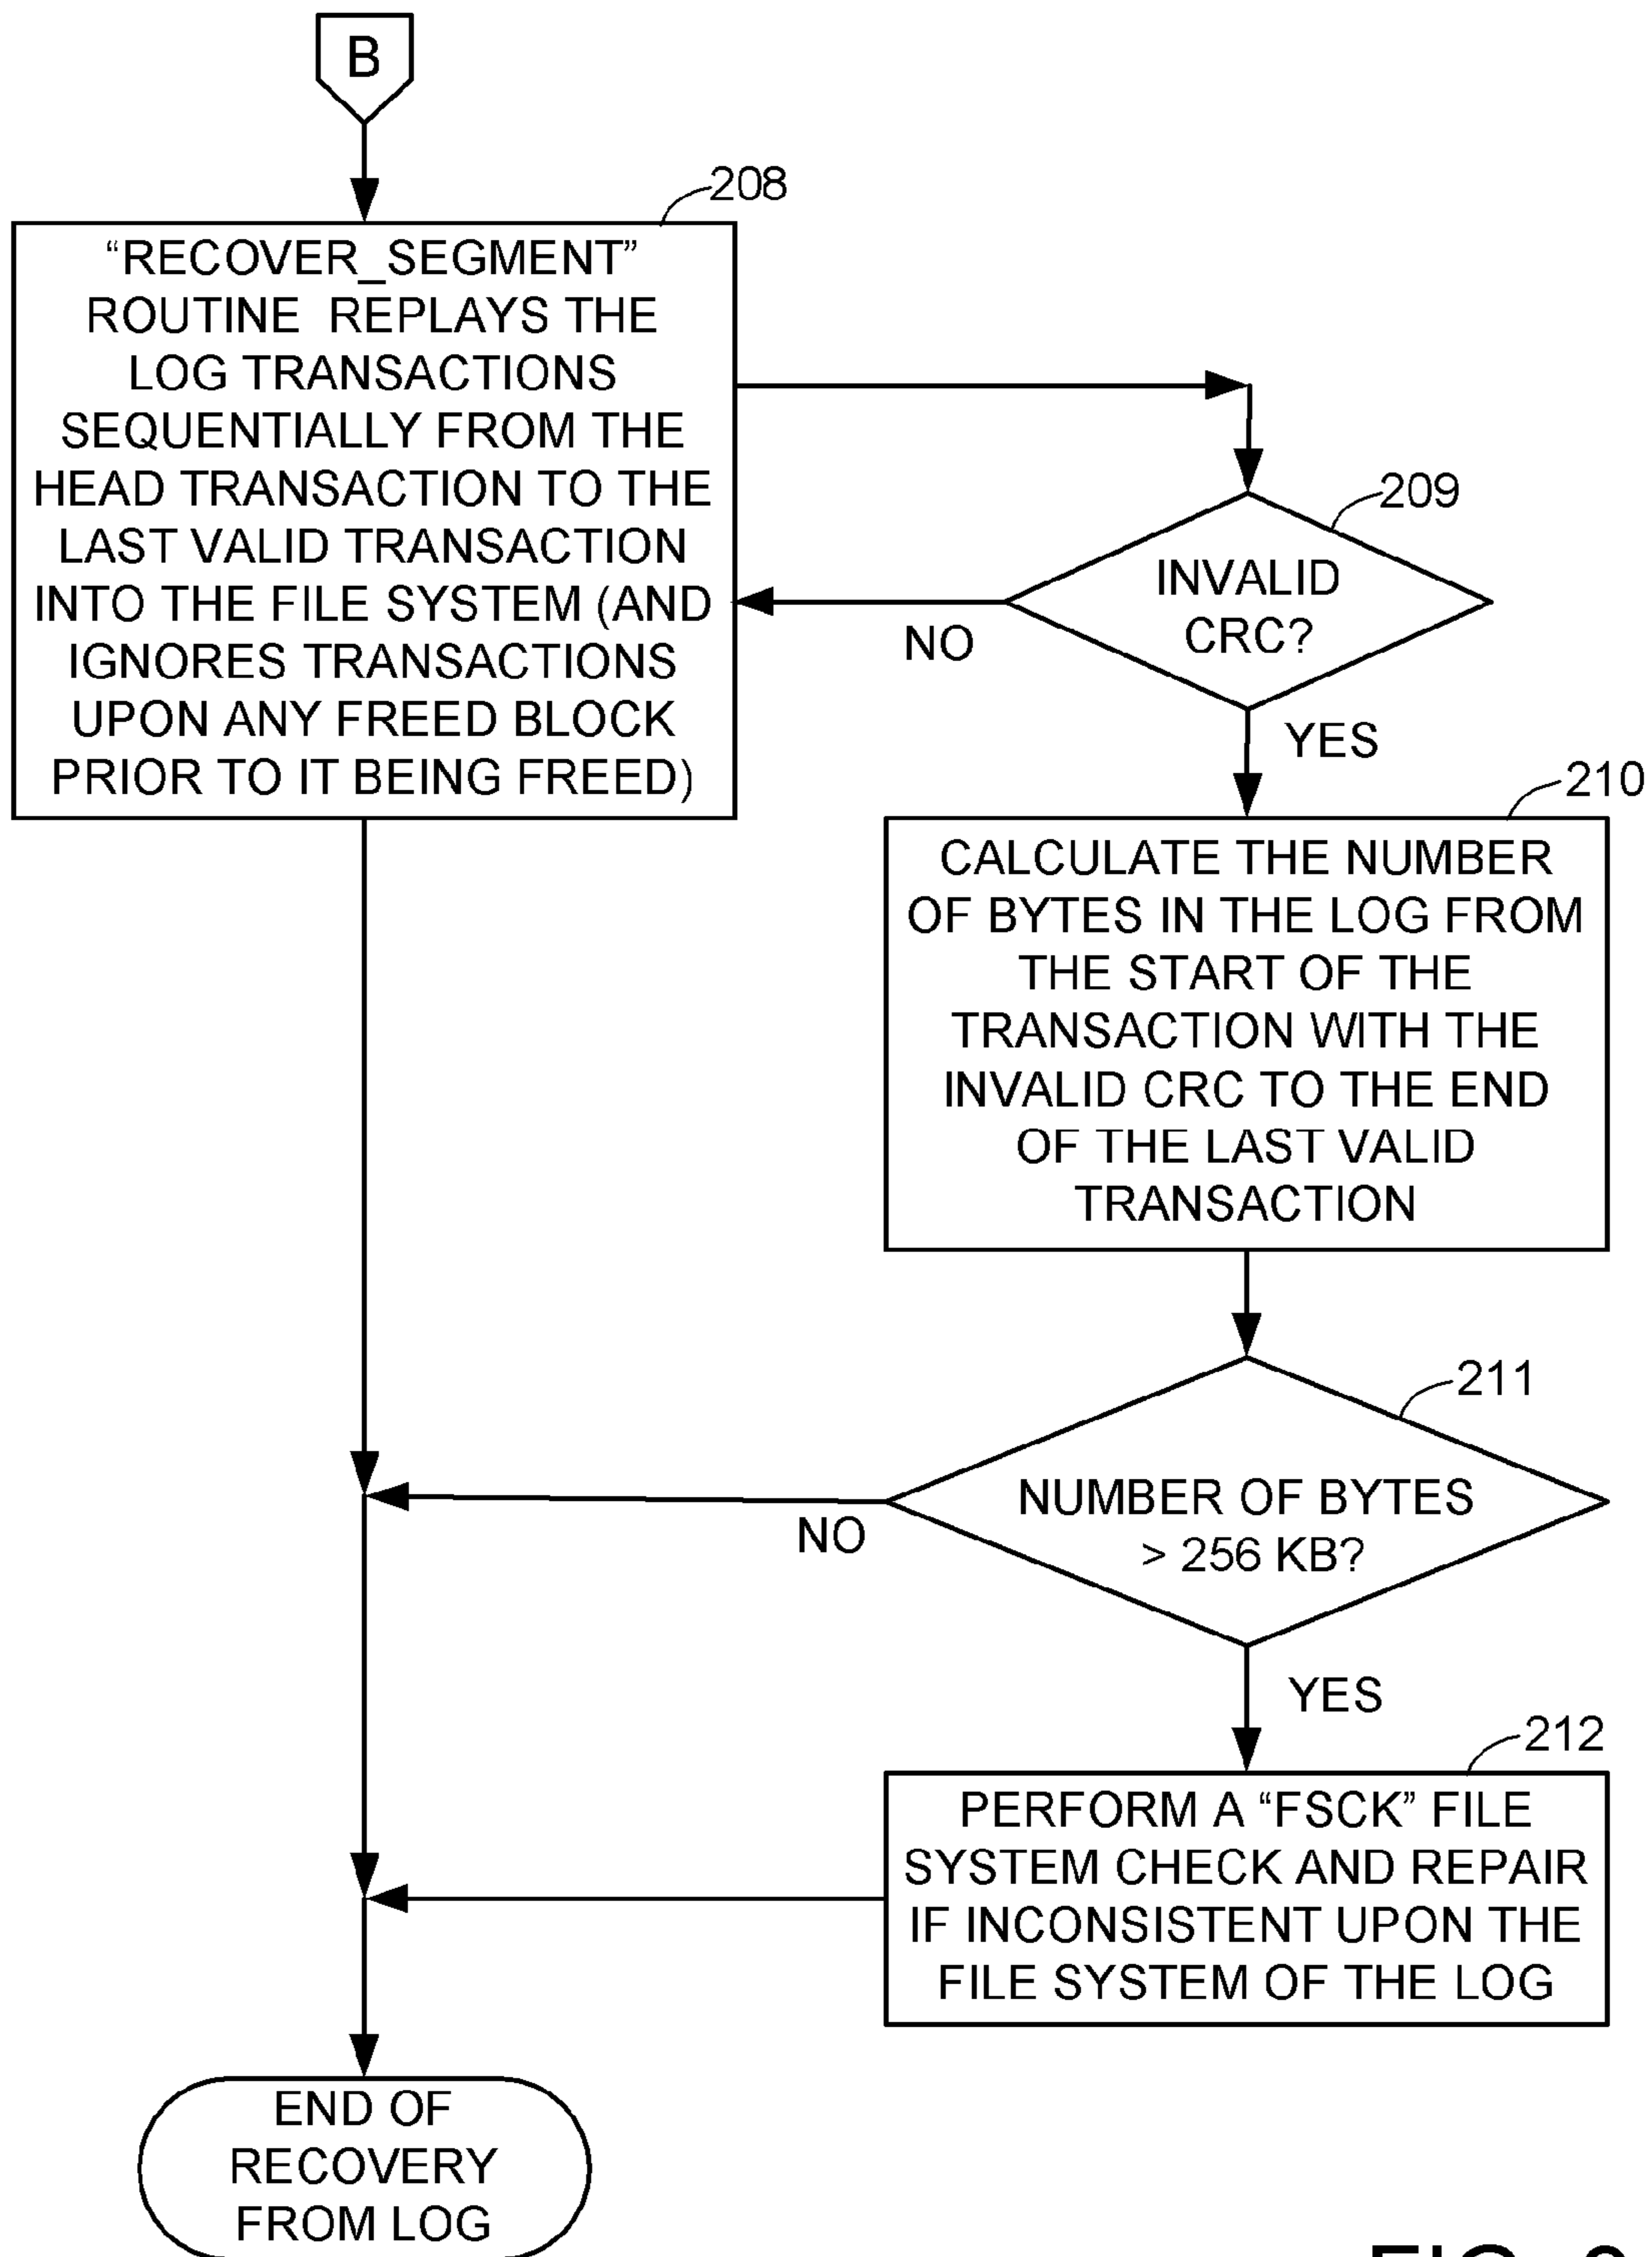 B
208
“RECOVER_SEGMENT”
ROUTINE REPLAYS THE
LOG TRANSACTIONS
SEQUENTIALLY FROM THE
HEAD TRANSACTION TO THE
LAST VALID TRANSACTION
INTO THE FILE SYSTEM (AND
IGNORES TRANSACTIONS
UPON ANY FREED BLOCK
PRIOR TO IT BEING FREED)
209
INVALID
CRC?
NO
YES
210
CALCULATE THE NUMBER
OF BYTES IN THE LOG FROM
THE START OF THE
TRANSACTION WITH THE
INVALID CRC TO THE END
OF THE LAST VALID
TRANSACTION
211
NUMBER OF BYTES
> 256 KB?
NO
YES
212
PERFORM A “FSCK” FILE
SYSTEM CHECK AND REPAIR
IF INCONSISTENT UPON THE
FILE SYSTEM OF THE LOG
END OF
RECOVERY
FROM LOG